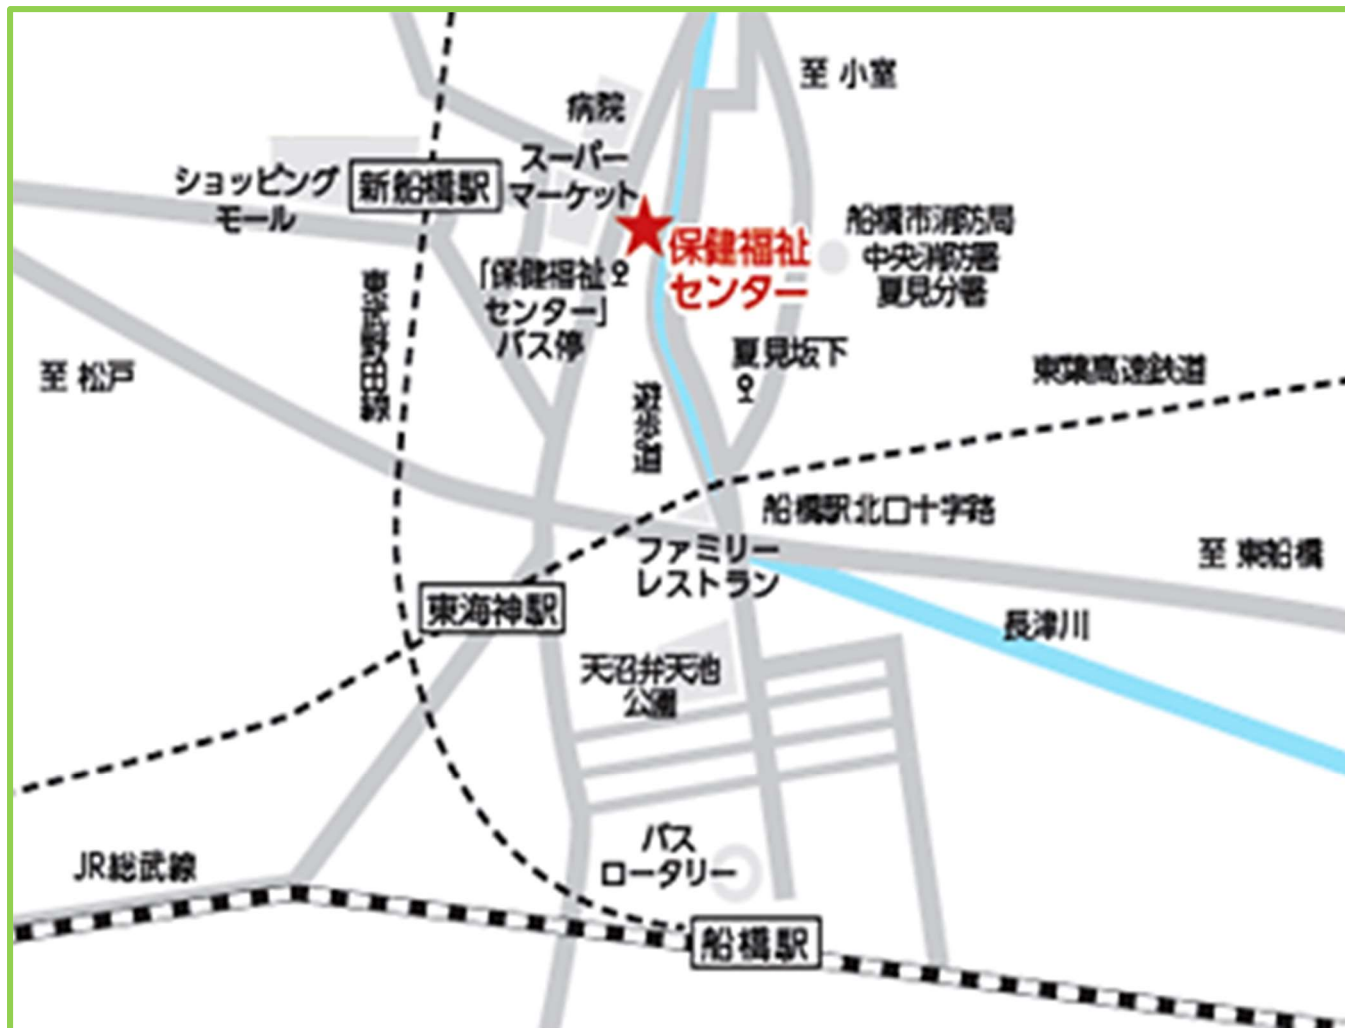 至 小室
病院
スーパー
マーケット
ショッピング
モール
新船橋駅
保健福祉
センター
船橋市消防局
中央消防署
夏見分署
「保健福祉
センター」
バス停
東武野田線
夏見坂下
至 松戸
遊歩道
東葉高速鉄道
船橋駅北口十字路
ファミリー
レストラン
至 東船橋
東海神駅
長津川
天沼弁天池
公園
バス
ロータリー
JR総武線
船橋駅